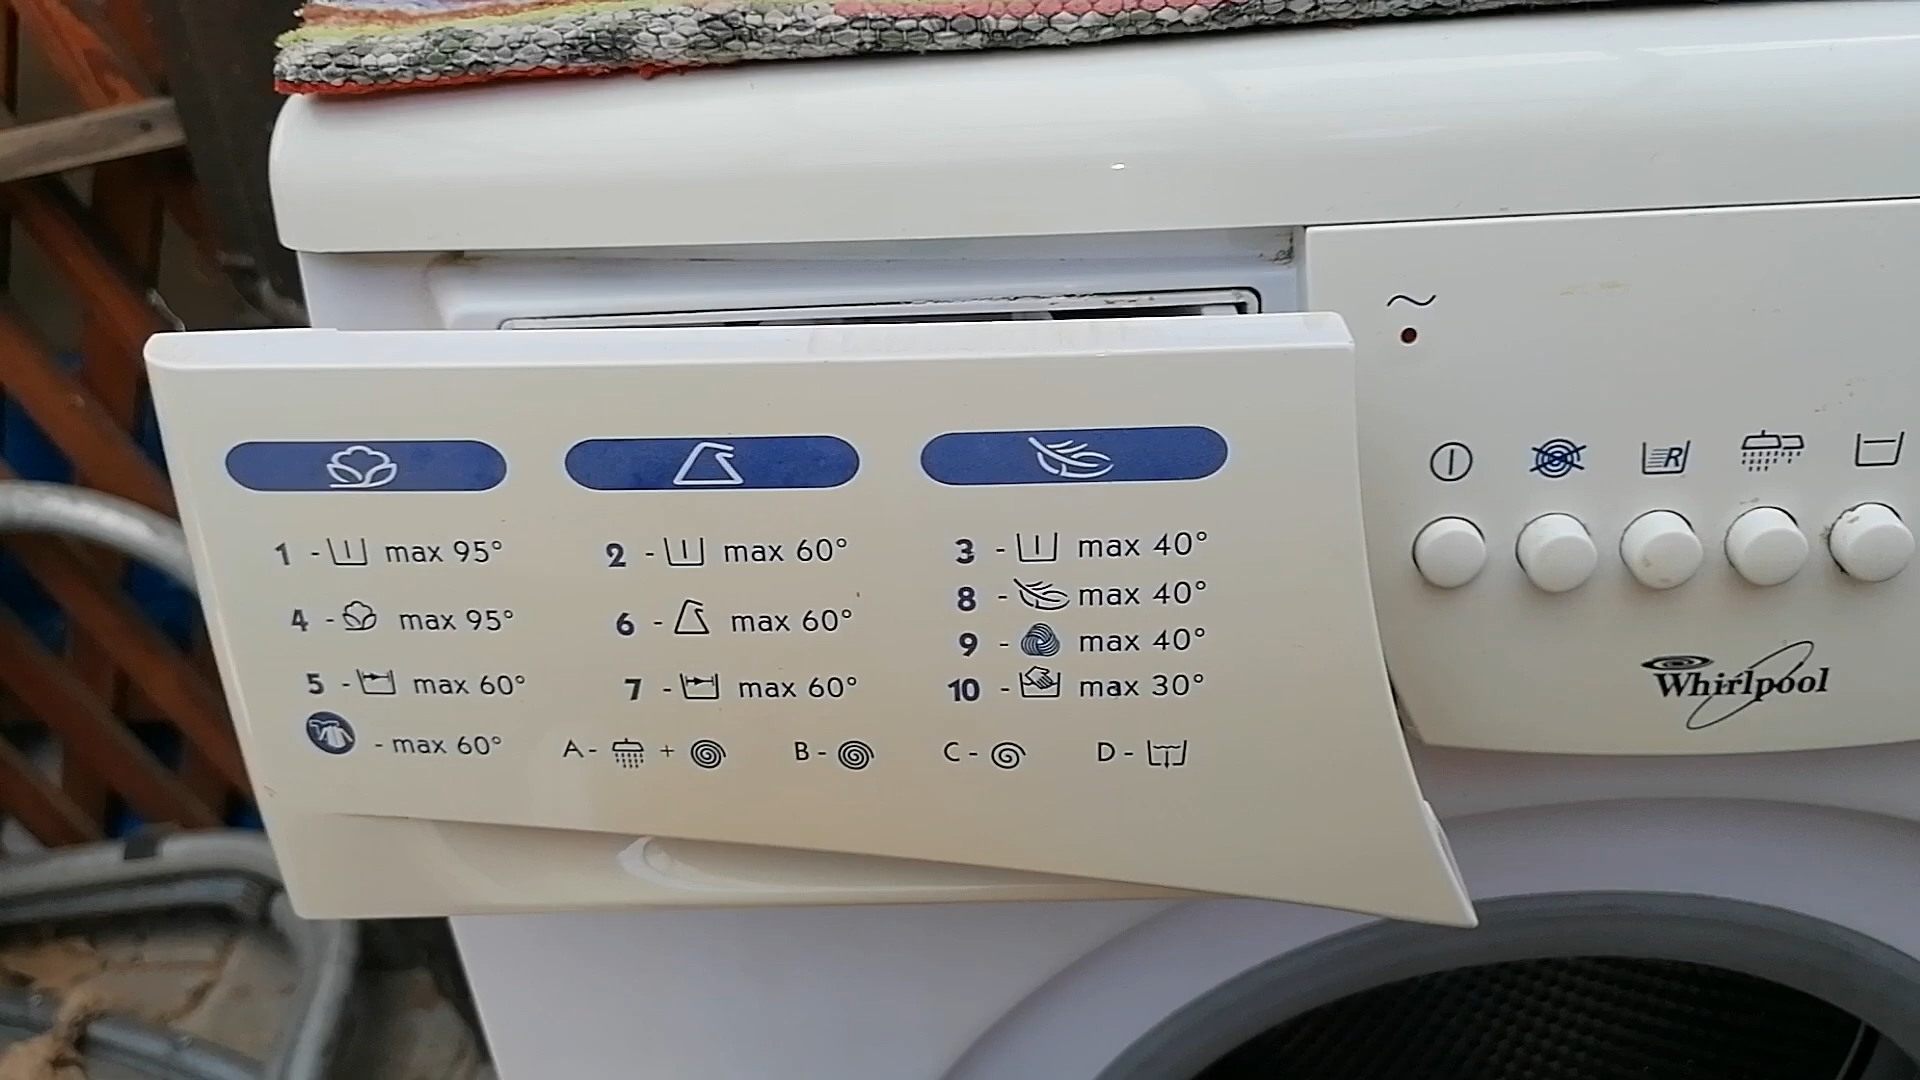 1 - max 95° 2 - max 60° 3 - max 40°
8 - max 40°
4 - max 95° 6 - max 60°
9 - max 40°
5 - max 60° 7 - max 60° 10 - max 30°
- max 60° A - + B - C - D -
R
Whirlpool